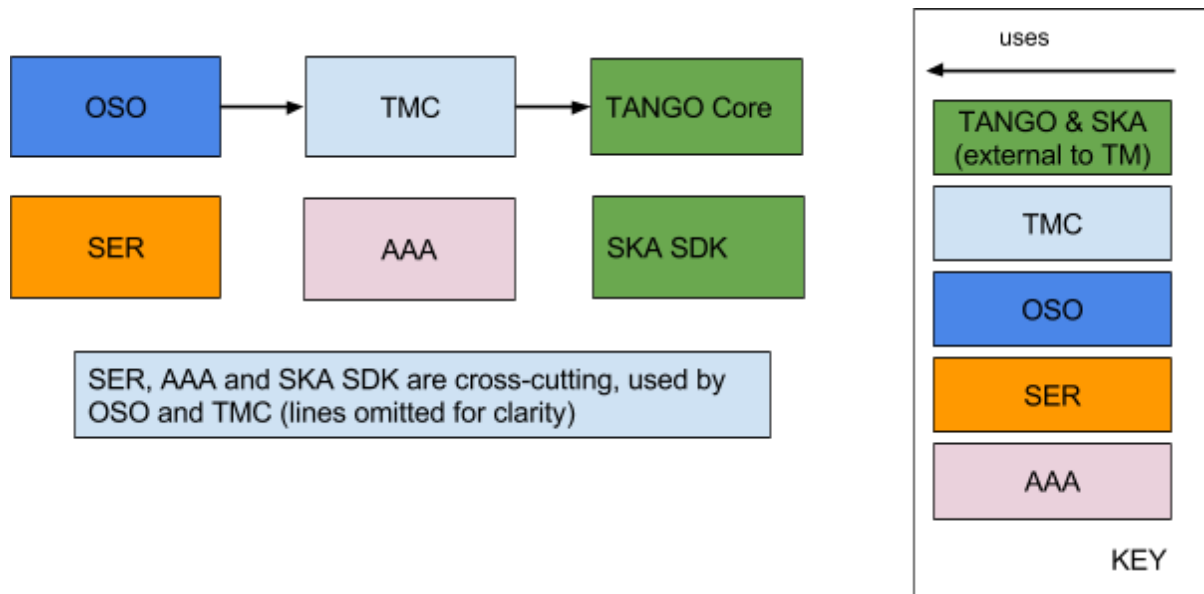 OSO
TMC
TANGO Core
SER
AAA
SKA SDK
SER, AAA and SKA SDK are cross-cutting, used by
OSO and TMC (lines omitted for clarity)
uses
TANGO & SKA
(external to TM)
TMC
OSO
SER
AAA
KEY